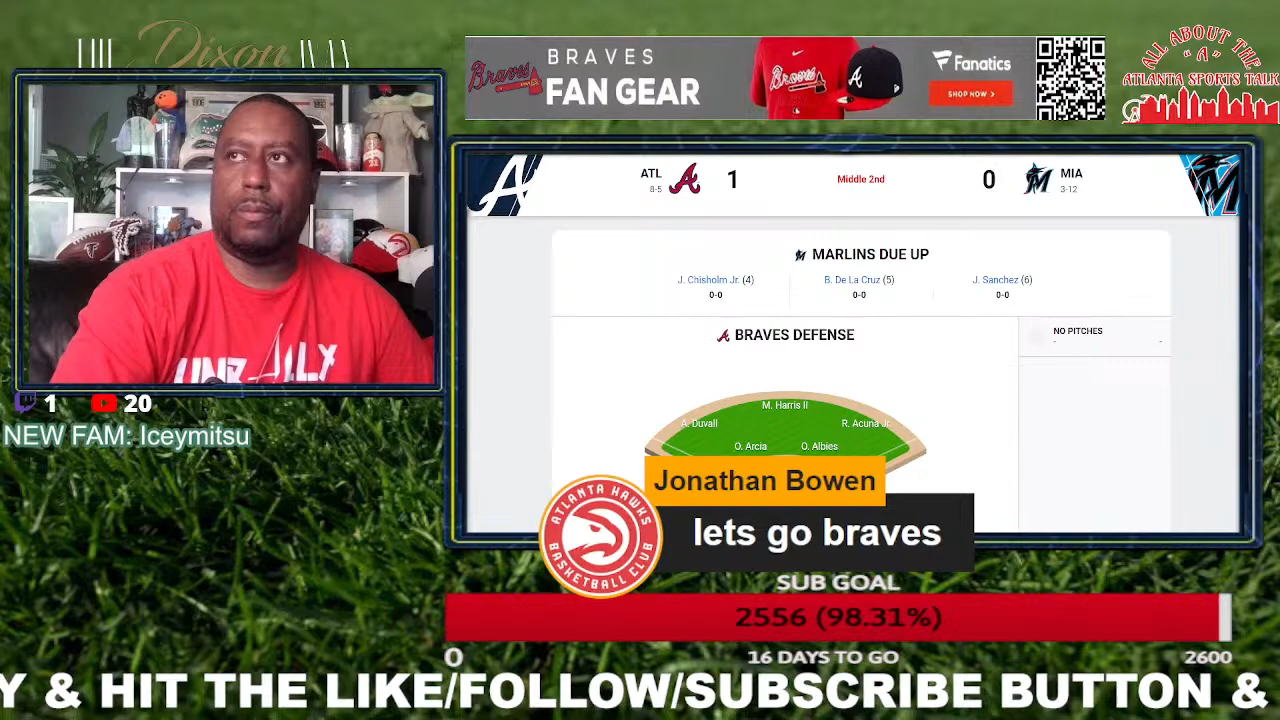 Dixon
BRAVES
FAN GEAR
Braves
Braves
Fanatics
SHOP NOW >
ALL ABOUT THE
"A"
ATLANTA SPORTS TALK
ATL
8-5
1
Middle 2nd
0
MIA
3-12
MARLINS DUE UP
J. Chisholm Jr. (4)
0-0
B. De La Cruz (5)
0-0
J. Sanchez (6)
0-0
BRAVES DEFENSE
NO PITCHES
-
-
M. Harris II
A. Duvall
R. Acuna Jr.
O. Arcia
O. Albies
1
20
NEW FAM: Iceymitsu
Jonathan Bowen
lets go braves
ATLANTA HAWKS
BASKETBALL CLUB
SUB GOAL
2556 (98.31%)
0
16 DAYS TO GO
2600
Y & HIT THE LIKE/FOLLOW/SUBSCRIBE BUTTON &